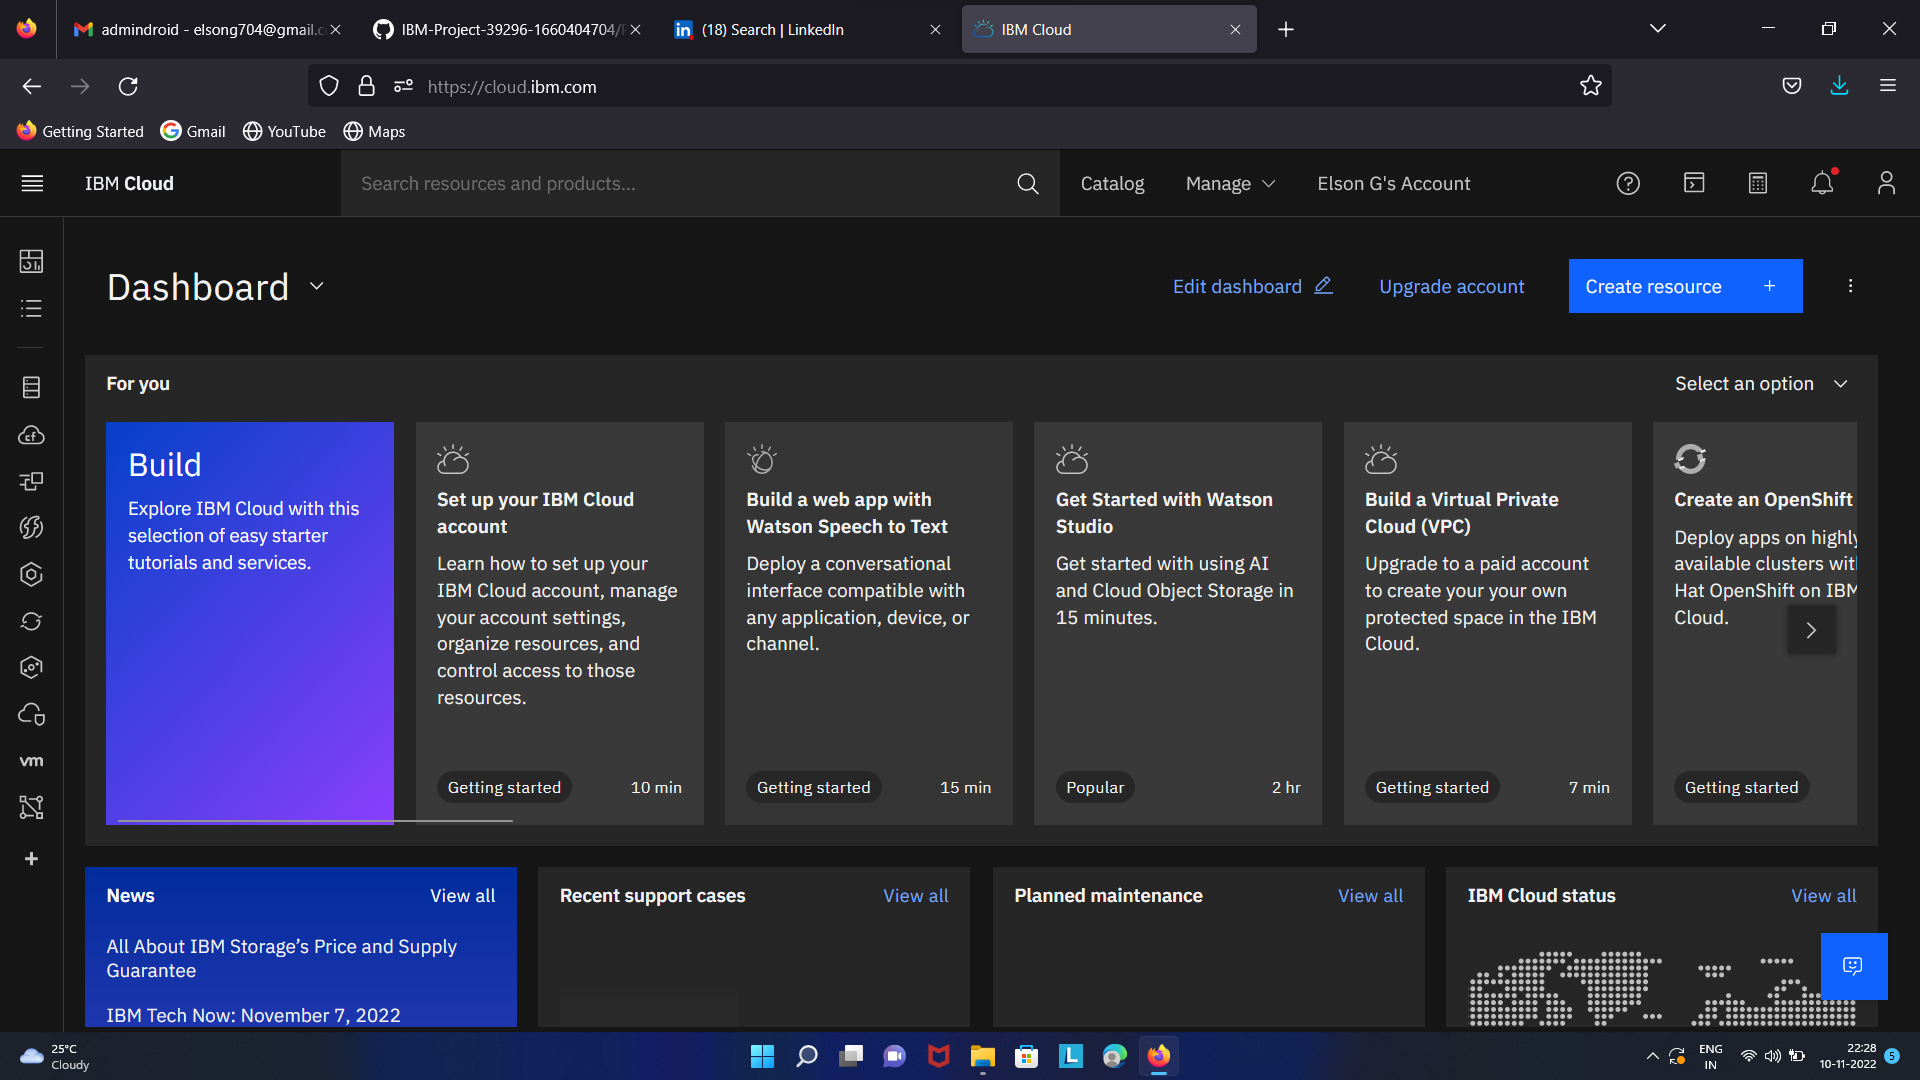 admindroid - elsong704@gmail.c
IBM-Project-39296-1660404704/
(18) Search | LinkedIn
IBM Cloud
https://cloud.ibm.com
Getting Started
Gmail
YouTube
Maps
IBM Cloud
Search resources and products...
Catalog
Manage
Elson G's Account
Dashboard
Edit dashboard
Upgrade account
Create resource +
For you
Select an option
Build
Explore IBM Cloud with this
selection of easy starter
tutorials and services.
Set up your IBM Cloud
account
Learn how to set up your
IBM Cloud account, manage
your account settings,
organize resources, and
control access to those
resources.
Getting started
10 min
Build a web app with
Watson Speech to Text
Deploy a conversational
interface compatible with
any application, device, or
channel.
Getting started
15 min
Get Started with Watson
Studio
Get started with using AI
and Cloud Object Storage in
15 minutes.
Popular
2 hr
Build a Virtual Private
Cloud (VPC)
Upgrade to a paid account
to create your your own
protected space in the IBM
Cloud.
Getting started
7 min
Create an OpenShift
Deploy apps on highly
available clusters with
Hat OpenShift on IBM
Cloud.
Getting started
cf
vm
News
View all
All About IBM Storage's Price and Supply
Guarantee
IBM Tech Now: November 7, 2022
Recent support cases
View all
Planned maintenance
View all
IBM Cloud status
View all
25°C
Cloudy
ENG
IN
22:28
10-11-2022
5